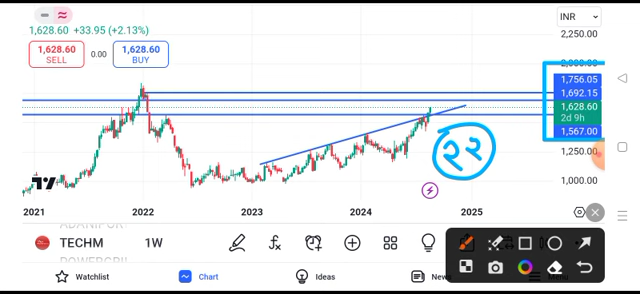 INR
1,628.60 +33.95 (+2.13%)
2,250.00
1,628.60
SELL
0.00
1,628.60
BUY
1,756.05
1,692.15
1,628.60
2d 9h
1,567.00
1,250.00
1,000.00
२२
2021 2022 2023 2024 2025
TECHM 1W
Watchlist Chart Ideas News